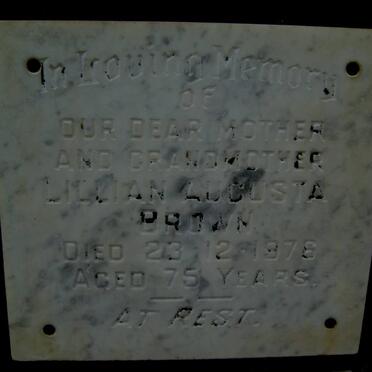 In Loving Memory
OF
OUR DEAR MOTHER
AND GRANDMOTHER
LILLIAN AUGUSTA
BROWN
DIED 23 12 1978
AGED 75 YEARS.
AT REST.